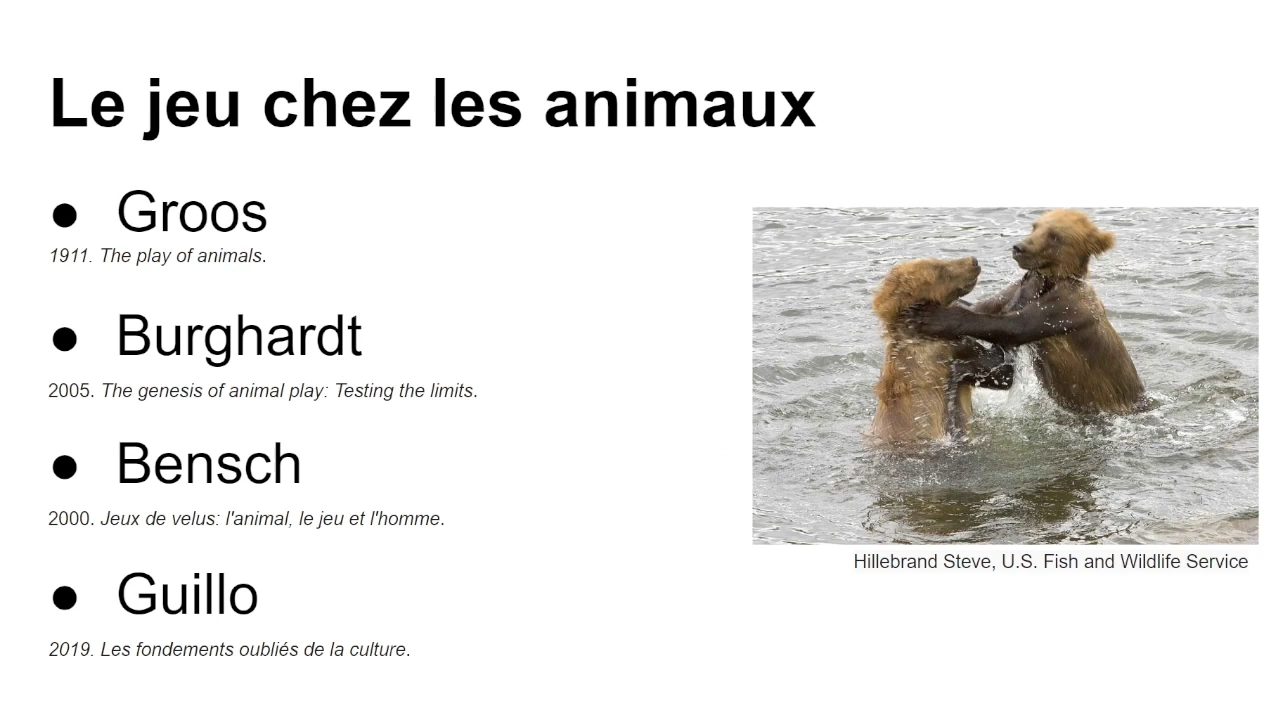 Le jeu chez les animaux
● Groos
1911. The play of animals.
● Burghardt
2005. The genesis of animal play: Testing the limits.
● Bensch
2000. Jeux de velus: l'animal, le jeu et l'homme.
● Guillo
2019. Les fondements oubliés de la culture.
Hillebrand Steve, U.S. Fish and Wildlife Service